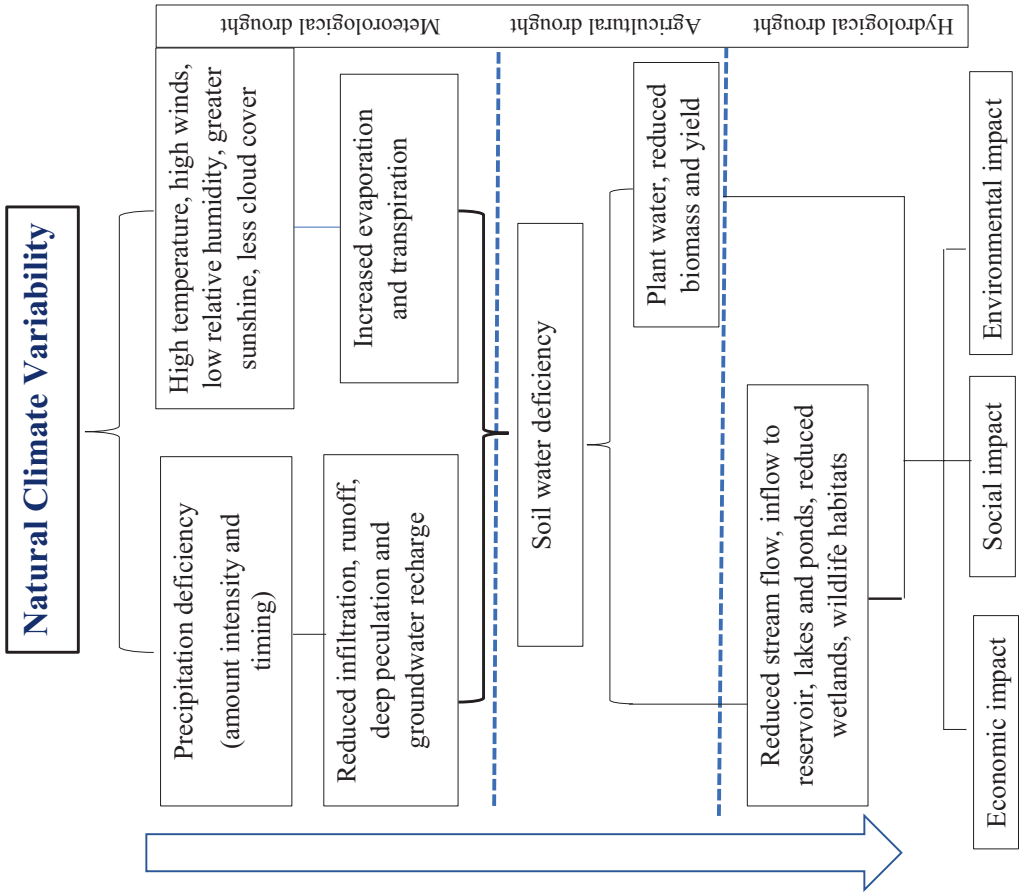 Natural Climate Variability
Precipitation deficiency
(amount intensity and
timing)
High temperature, high winds,
low relative humidity, greater
sunshine, less cloud cover
Meteorological drought
Reduced infiltration, runoff,
deep peculation and
groundwater recharge
Increased evaporation
and transpiration
Soil water deficiency
Agricultural drought
Plant water, reduced
biomass and yield
Reduced stream flow, inflow to
reservoir, lakes and ponds, reduced
wetlands, wildlife habitats
Hydrological drought
Economic impact
Social impact
Environmental impact